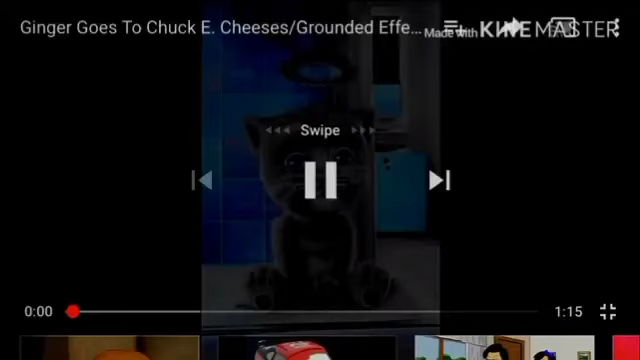 Ginger Goes To Chuck E. Cheeses/Grounded Effe...
Made with KINEMASTER
Swipe
0:00
1:15